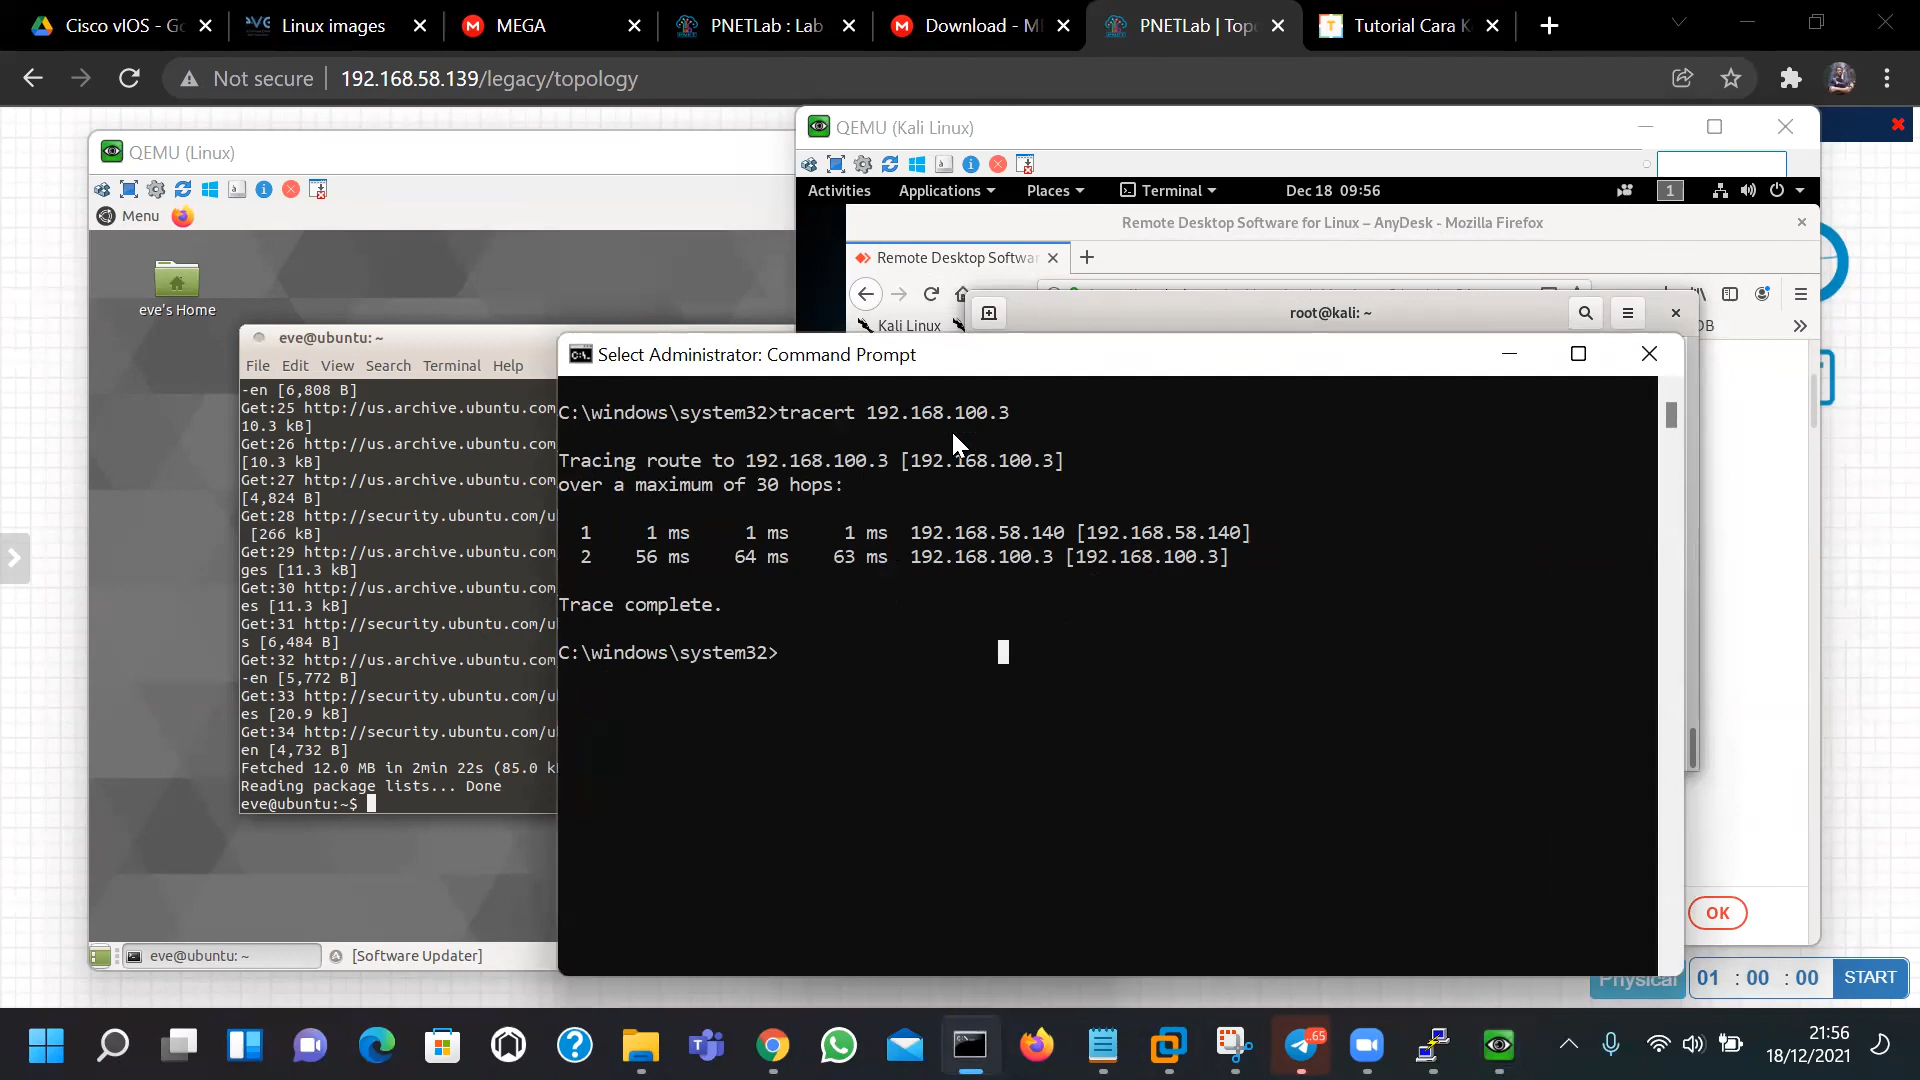 Cisco vIOS - Go
Linux images
MEGA
PNETLab : Lab
Download - M
PNETLab | Topo
Tutorial Cara K
Not secure
192.168.58.139/legacy/topology
QEMU (Kali Linux)
QEMU (Linux)
Activities
Applications
Places
Terminal
Dec 18 09:56
1
Menu
Remote Desktop Software for Linux – AnyDesk - Mozilla Firefox
Remote Desktop Softwar
eve's Home
Kali Linux
root@kali: ~
DB
eve@ubuntu: ~
File Edit View Search Terminal Help
-en [6,808 B]
Get:25 http://us.archive.ubuntu.com
10.3 kB]
Get:26 http://us.archive.ubuntu.com
[10.3 kB]
Get:27 http://us.archive.ubuntu.com
[4,824 B]
Get:28 http://security.ubuntu.com/u
[266 kB]
Get:29 http://us.archive.ubuntu.com
ges [11.3 kB]
Get:30 http://us.archive.ubuntu.com
es [11.3 kB]
Get:31 http://security.ubuntu.com/u
s [6,484 B]
Get:32 http://us.archive.ubuntu.com
-en [5,772 B]
Get:33 http://security.ubuntu.com/u
es [20.9 kB]
Get:34 http://security.ubuntu.com/u
en [4,732 B]
Fetched 12.0 MB in 2min 22s (85.0 k
Reading package lists... Done
eve@ubuntu:~$
Select Administrator: Command Prompt
C:\windows\system32>tracert 192.168.100.3
Tracing route to 192.168.100.3 [192.168.100.3]
over a maximum of 30 hops:
1 1 ms 1 ms 1 ms 192.168.58.140 [192.168.58.140]
2 56 ms 64 ms 63 ms 192.168.100.3 [192.168.100.3]
Trace complete.
C:\windows\system32>
OK
eve@ubuntu: ~
[Software Updater]
Physical
01 : 00 : 00
START
65
21:56
18/12/2021